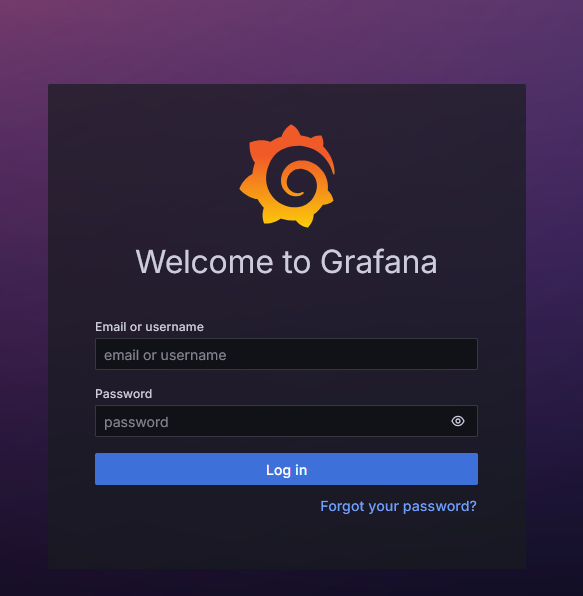 Welcome to Grafana
Email or username
email or username
Password
password
Log in
Forgot your password?